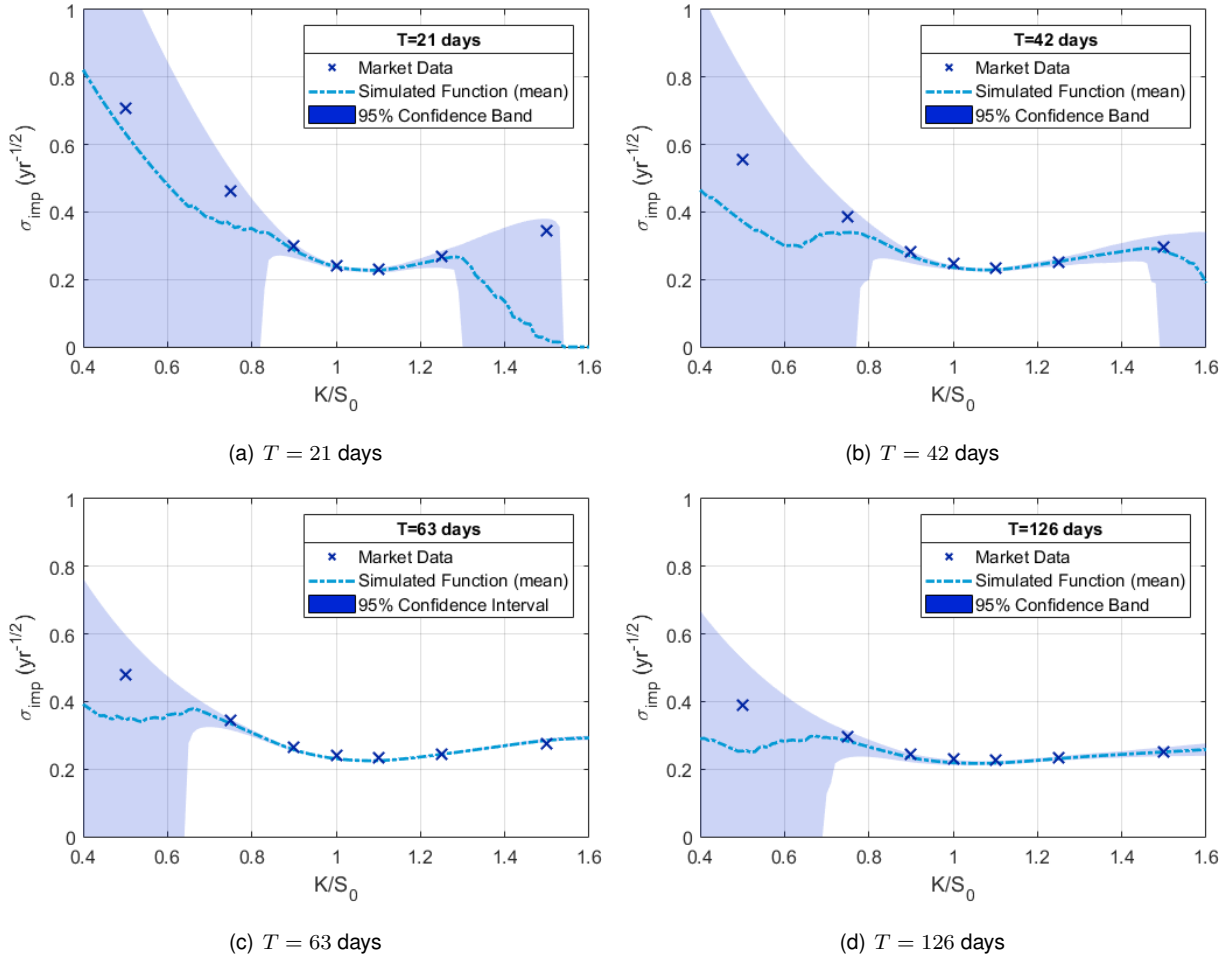 T=21 days
Market Data
Simulated Function (mean)
95% Confidence Band
σ_imp (yr^-1/2)
1
0.8
0.6
0.4
0.2
0
0.4 0.6 0.8 1 1.2 1.4 1.6
K/S_0
(a) T = 21 days
T=42 days
Market Data
Simulated Function (mean)
95% Confidence Band
σ_imp (yr^-1/2)
1
0.8
0.6
0.4
0.2
0
0.4 0.6 0.8 1 1.2 1.4 1.6
K/S_0
(b) T = 42 days
T=63 days
Market Data
Simulated Function (mean)
95% Confidence Interval
σ_imp (yr^-1/2)
1
0.8
0.6
0.4
0.2
0
0.4 0.6 0.8 1 1.2 1.4 1.6
K/S_0
(c) T = 63 days
T=126 days
Market Data
Simulated Function (mean)
95% Confidence Band
σ_imp (yr^-1/2)
1
0.8
0.6
0.4
0.2
0
0.4 0.6 0.8 1 1.2 1.4 1.6
K/S_0
(d) T = 126 days